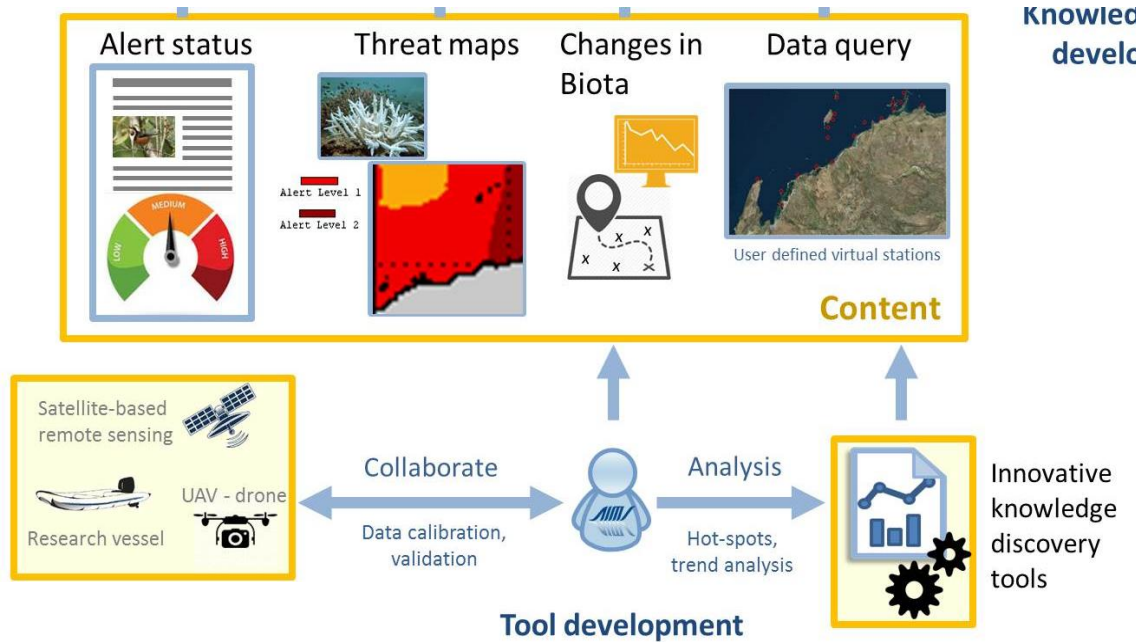 Alert status
Threat maps
Changes in
Biota
Data query
LOW
MEDIUM
HIGH
Alert Level 1
Alert Level 2
x
x
x
x
x
User defined virtual stations
Content
Satellite-based
remote sensing
UAV - drone
Research vessel
Collaborate
Data calibration,
validation
AIMS
Analysis
Hot-spots,
trend analysis
Innovative
knowledge
discovery
tools
Tool development